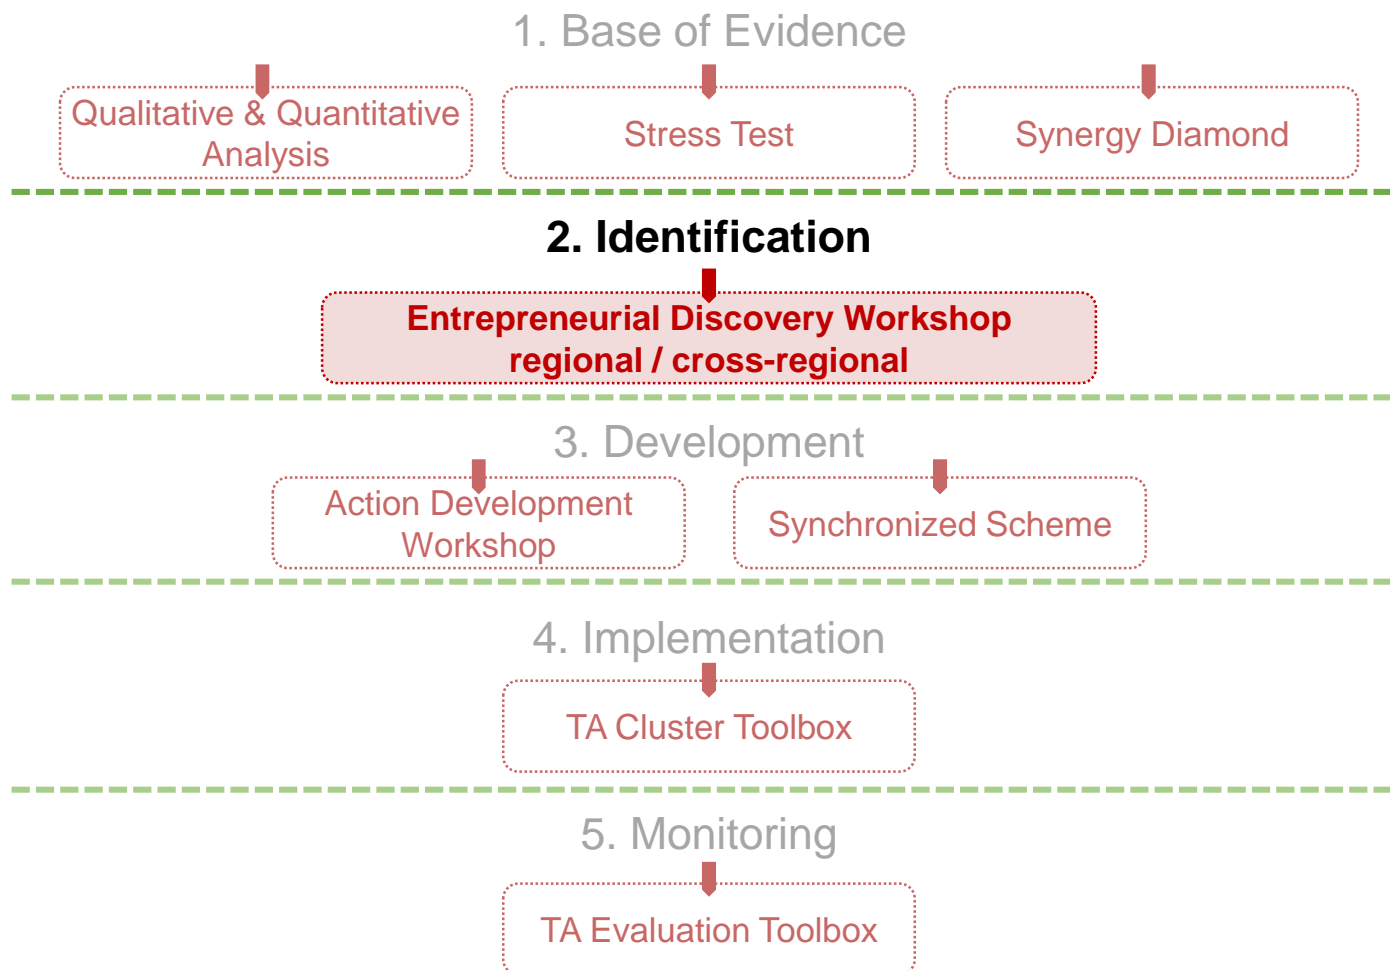 1. Base of Evidence
Qualitative & Quantitative
Analysis
Stress Test
Synergy Diamond
2. Identification
Entrepreneurial Discovery Workshop
regional / cross-regional
3. Development
Action Development
Workshop
Synchronized Scheme
4. Implementation
TA Cluster Toolbox
5. Monitoring
TA Evaluation Toolbox